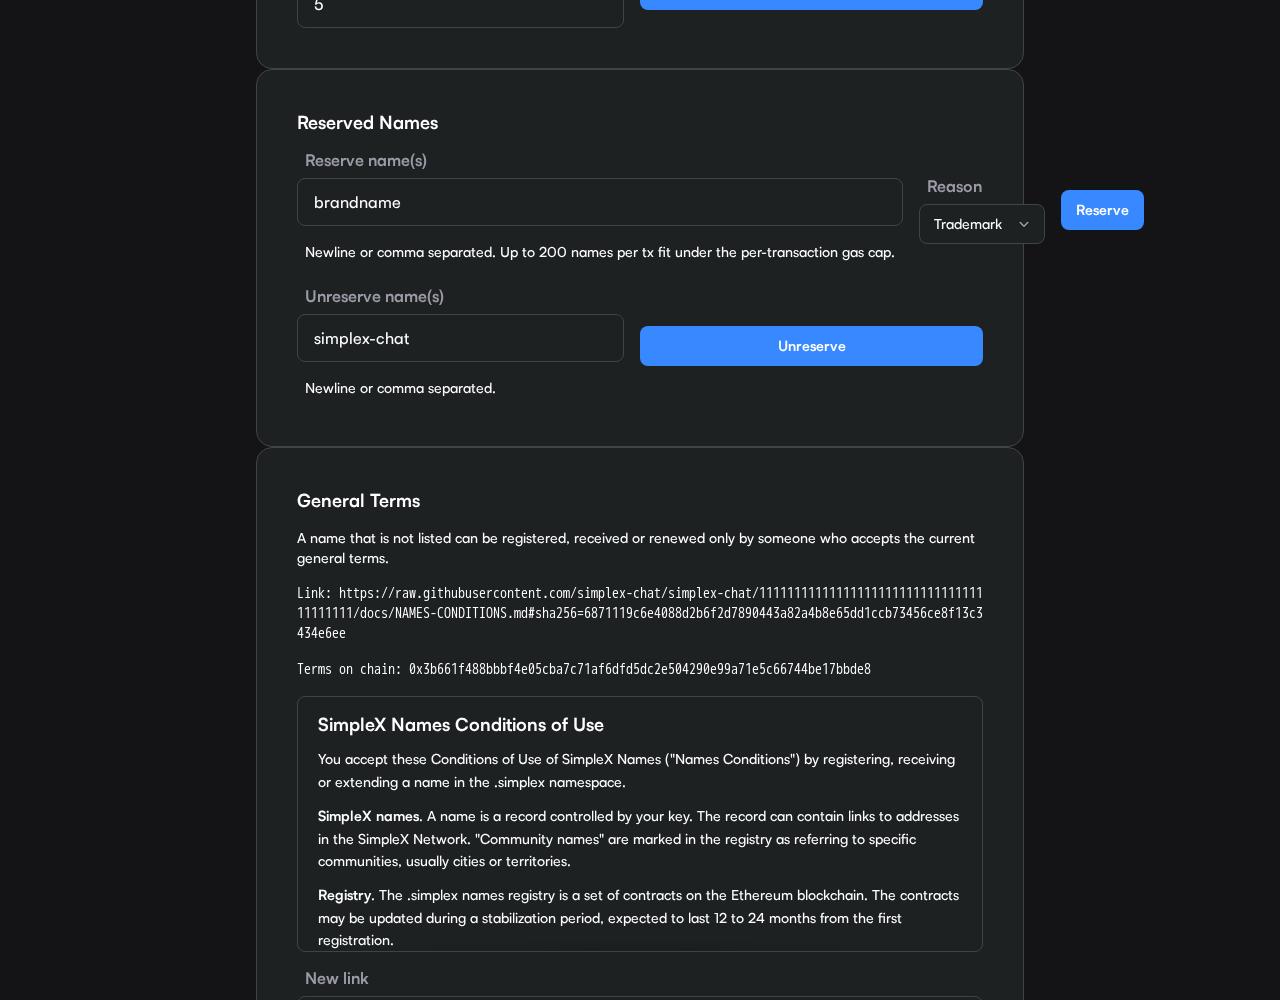 5
Reserved Names
Reserve name(s)
Reason
brandname
Trademark
Reserve
Newline or comma separated. Up to 200 names per tx fit under the per-transaction gas cap.
Unreserve name(s)
simplex-chat
Unreserve
Newline or comma separated.
General Terms
A name that is not listed can be registered, received or renewed only by someone who accepts the current
general terms.
Link: https://raw.githubusercontent.com/simplex-chat/simplex-chat/11111111111111111111111111111111
11111111/docs/NAMES-CONDITIONS.md#sha256=6871119c6e4088d2b6f2d7890443a82a4b8e65dd1ccb73456ce8f13c3
434e6ee
Terms on chain: 0x3b661f488bbbf4e05cba7c71af6dfd5dc2e504290e99a71e5c66744be17bbde8
SimpleX Names Conditions of Use
You accept these Conditions of Use of SimpleX Names ("Names Conditions") by registering, receiving
or extending a name in the .simplex namespace.
SimpleX names. A name is a record controlled by your key. The record can contain links to addresses
in the SimpleX Network. "Community names" are marked in the registry as referring to specific
communities, usually cities or territories.
Registry. The .simplex names registry is a set of contracts on the Ethereum blockchain. The contracts
may be updated during a stabilization period, expected to last 12 to 24 months from the first
registration.
New link